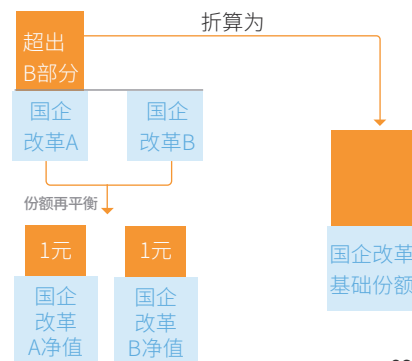 折算为
超出
B部分
国企
改革A
国企
改革B
份额再平衡
1元
1元
国企改革
基础份额
国企
改革
A净值
国企
改革
B净值